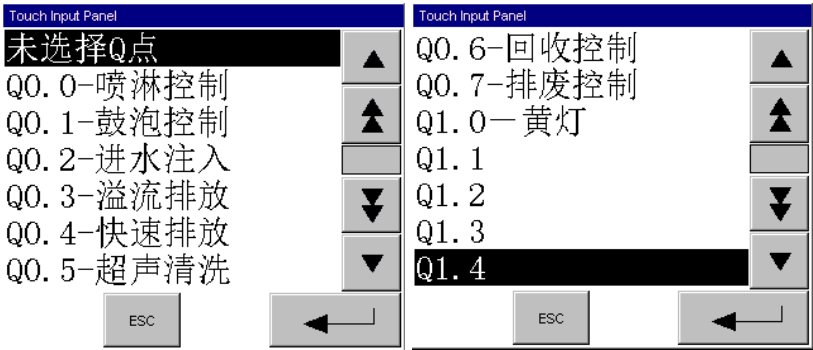 Touch Input Panel
未选择Q点
Q0.0-喷淋控制
Q0.1-鼓泡控制
Q0.2-进水注入
Q0.3-溢流排放
Q0.4-快速排放
Q0.5-超声清洗
ESC
Touch Input Panel
Q0.6-回收控制
Q0.7-排废控制
Q1.0－黄灯
Q1.1
Q1.2
Q1.3
Q1.4
ESC